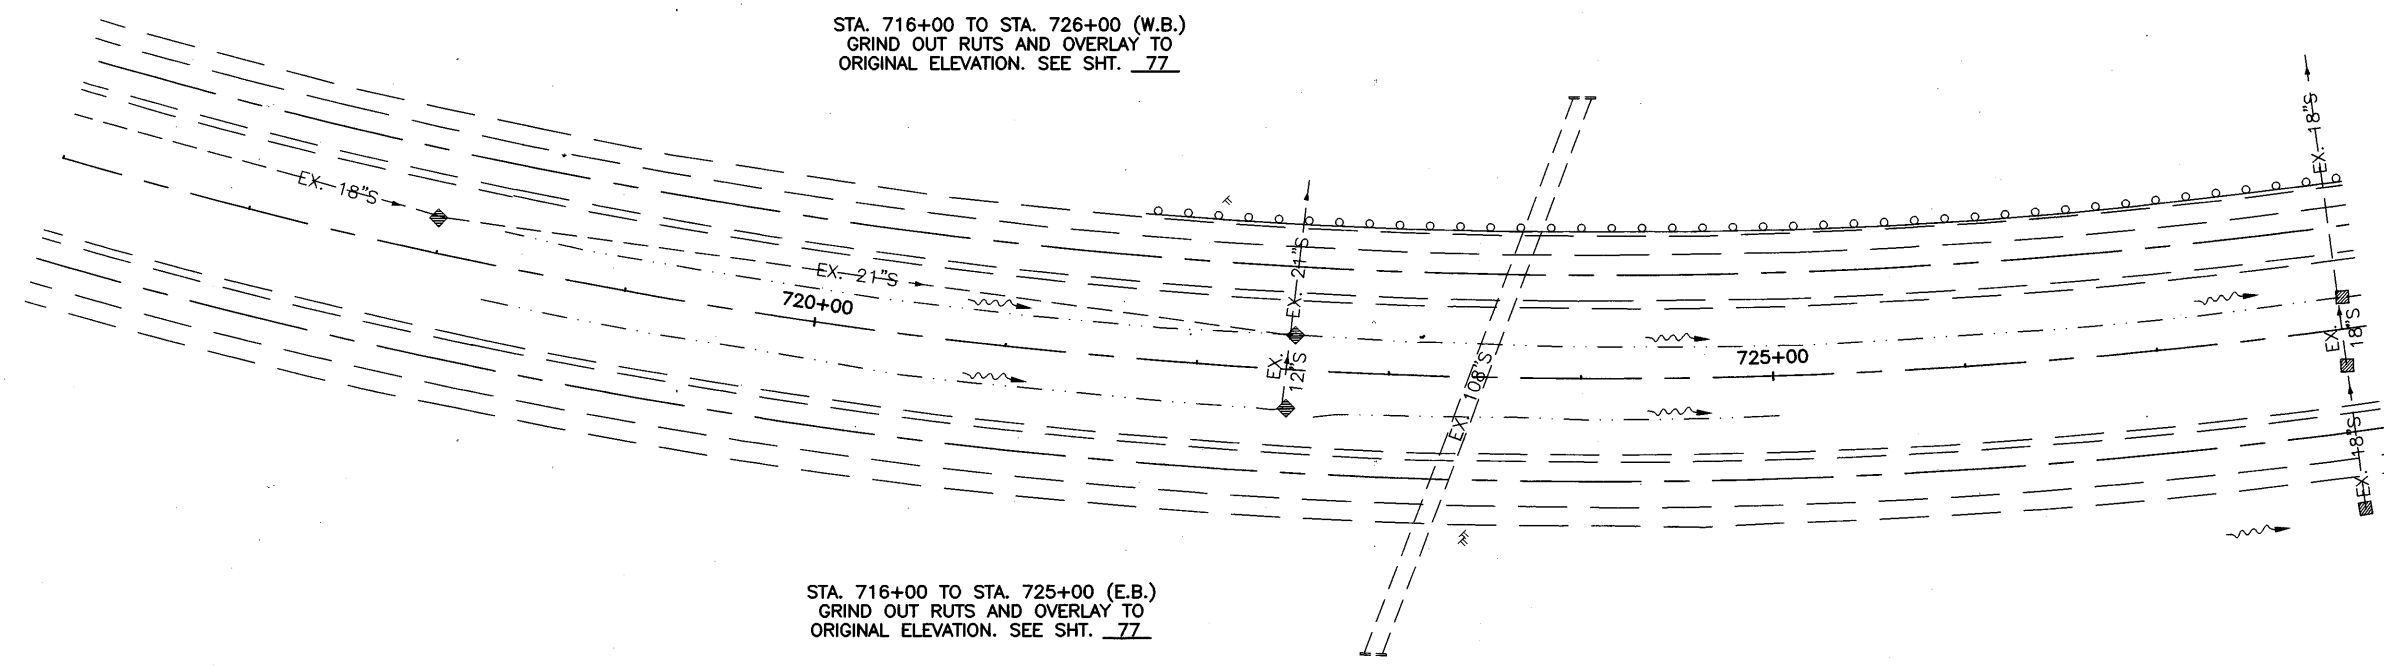 STA. 716+00 TO STA. 726+00 (W.B.)
GRIND OUT RUTS AND OVERLAY TO
ORIGINAL ELEVATION. SEE SHT. 77
EX. 18"S
EX. 18"S
EX. 21"S
EX. 21"S
720+00
EX.
12"S
EX. 108"S
725+00
EX.
18"S
EX. 18"S
STA. 716+00 TO STA. 725+00 (E.B.)
GRIND OUT RUTS AND OVERLAY TO
ORIGINAL ELEVATION. SEE SHT. 77